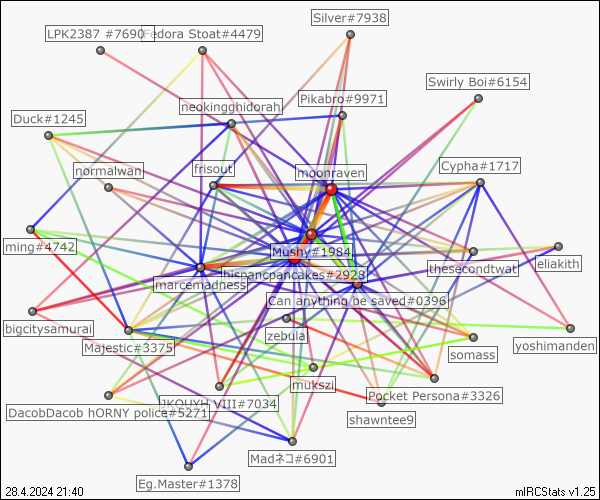 Silver#7938
LPK2387 #7690
Fedora Stoat#4479
Swirly Boi#6154
Pikabro#9971
neokingghidorah
Duck#1245
normalwan
frisout
moonraven
Cypha#1717
ming#4742
Mushy#1984
hispancpancakes#2928
thesecondtwat
eliakith
marcemadness
Can anything be saved#0396
bigcitysamurai
zebula
yoshimanden
Majestic#3375
somass
mukszi
Pocket Persona#3326
JKOUYH VIII#7034
DacobDacob hORNY police#5271
shawntee9
Madネコ#6901
Eg.Master#1378
28.4.2024 21:40
mIRCStats v1.25